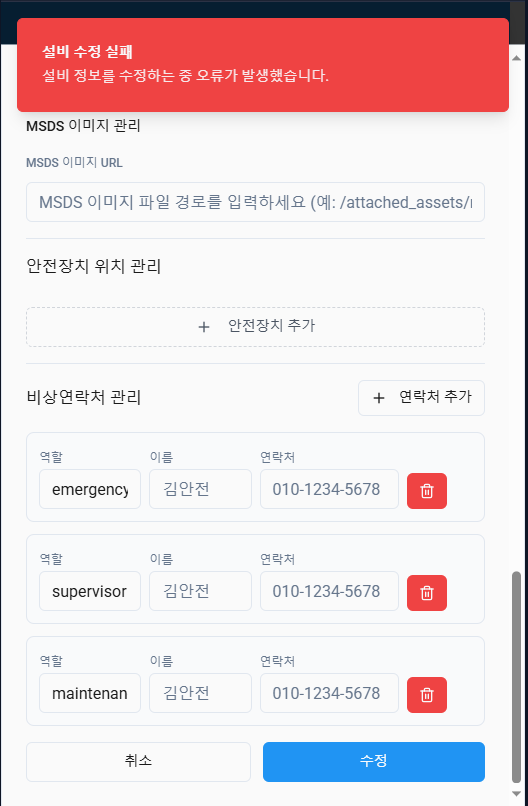 설비 수정 실패
설비 정보를 수정하는 중 오류가 발생했습니다.
MSDS 이미지 관리
MSDS 이미지 URL
MSDS 이미지 파일 경로를 입력하세요 (예: /attached_assets/
안전장치 위치 관리
+ 안전장치 추가
비상연락처 관리
+ 연락처 추가
역할 이름 연락처
emergency 김안전 010-1234-5678
역할 이름 연락처
supervisor 김안전 010-1234-5678
역할 이름 연락처
maintenan 김안전 010-1234-5678
취소 수정